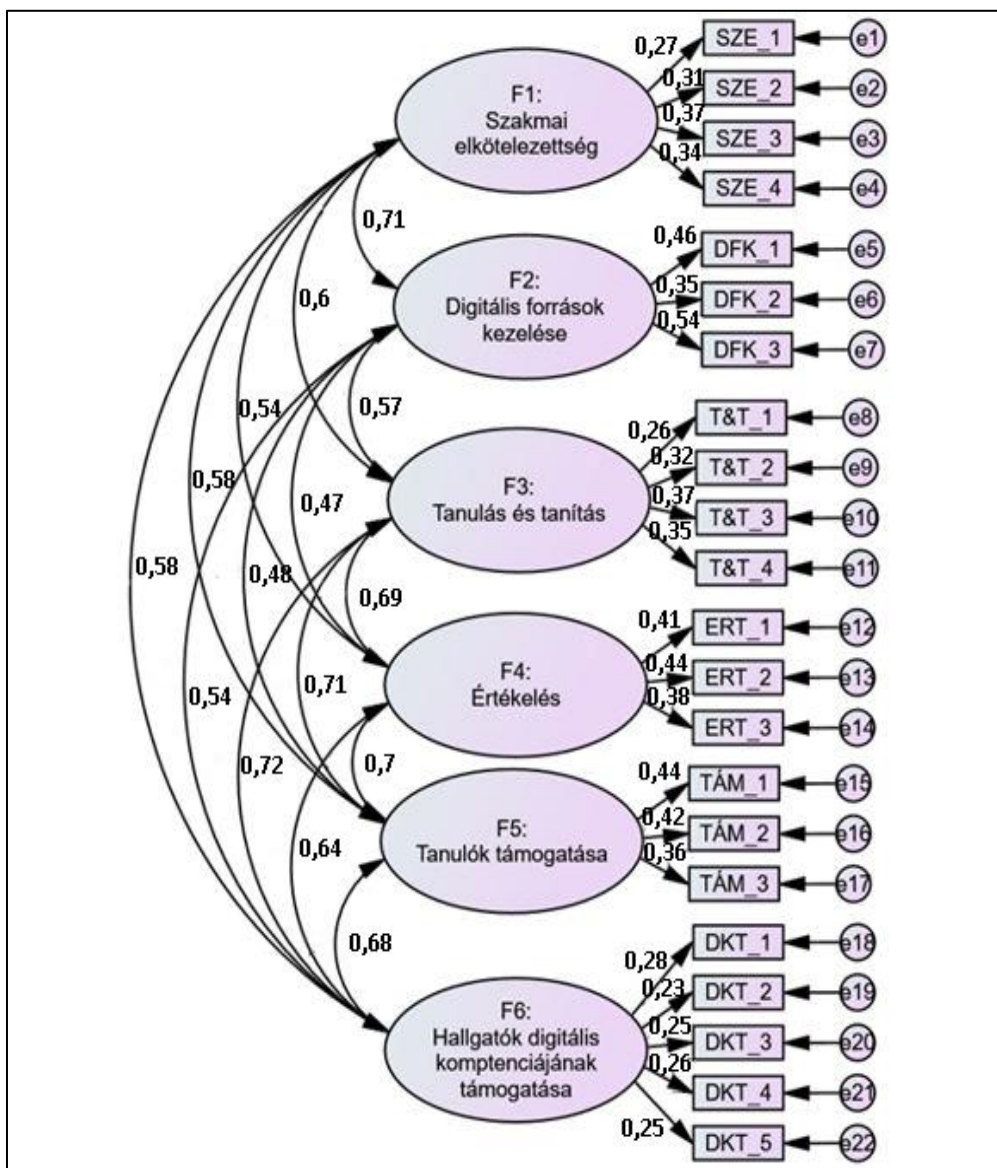 0,27
SZE_1
e1
0,31
SZE_2
e2
0,37
SZE_3
e3
0,34
SZE_4
e4
F1:
Szakmai
elkötelezettség
0,71
0,46
DFK_1
e5
0,35
DFK_2
e6
0,54
DFK_3
e7
F2:
Digitális források
kezelése
0,6
0,57
0,54
0,26
T&T_1
e8
0,32
T&T_2
e9
0,37
T&T_3
e10
0,35
T&T_4
e11
F3:
Tanulás és tanítás
0,58
0,47
0,58
0,48
0,69
0,41
ERT_1
e12
0,44
ERT_2
e13
0,38
ERT_3
e14
F4:
Értékelés
0,54
0,71
0,72
0,7
0,44
TÁM_1
e15
0,42
TÁM_2
e16
0,36
TÁM_3
e17
F5:
Tanulók támogatása
0,64
0,68
0,28
DKT_1
e18
0,23
DKT_2
e19
0,25
DKT_3
e20
0,26
DKT_4
e21
0,25
DKT_5
e22
F6:
Hallgatók digitális
komptenciájának
támogatása